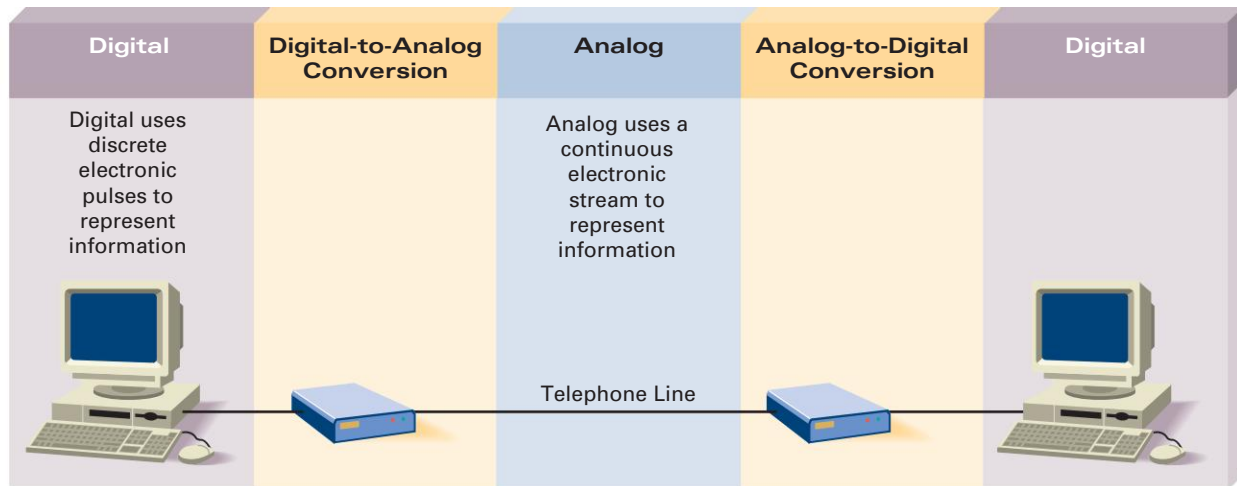 Digital
Digital-to-Analog
Conversion
Analog
Analog-to-Digital
Conversion
Digital
Digital uses
discrete
electronic
pulses to
represent
information
Analog uses a
continuous
electronic
stream to
represent
information
Telephone Line